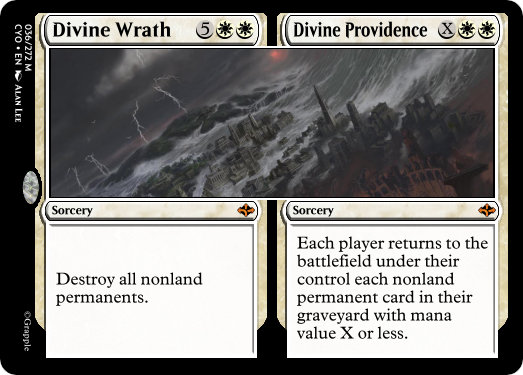 Divine Wrath 5
Divine Providence X
Sorcery
Destroy all nonland
permanents.
Sorcery
Each player returns to the
battlefield under their
control each nonland
permanent card in their
graveyard with mana
value X or less.
036/272 M
CYO • EN Alan Lee
©Grapple